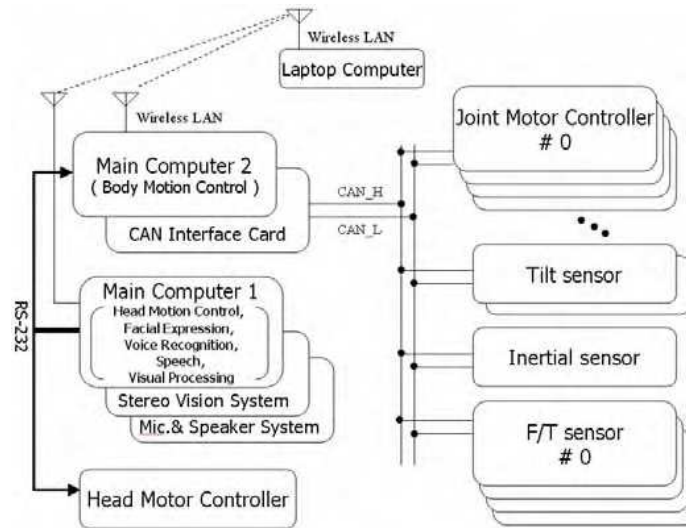 Wireless LAN
Laptop Computer
Wireless LAN
Main Computer 2
( Body Motion Control )
CAN Interface Card
CAN_H
CAN_L
RS-232
Main Computer 1
Head Motion Control,
Facial Expression,
Voice Recognition,
Speech,
Visual Processing
Stereo Vision System
Mic.& Speaker System
Head Motor Controller
Joint Motor Controller
# 0
Tilt sensor
Inertial sensor
F/T sensor
# 0